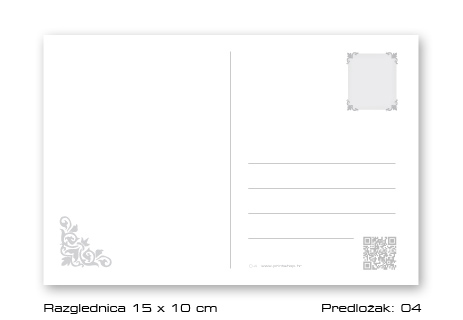 Razglednica 15 x 10 cm
Predložak: 04